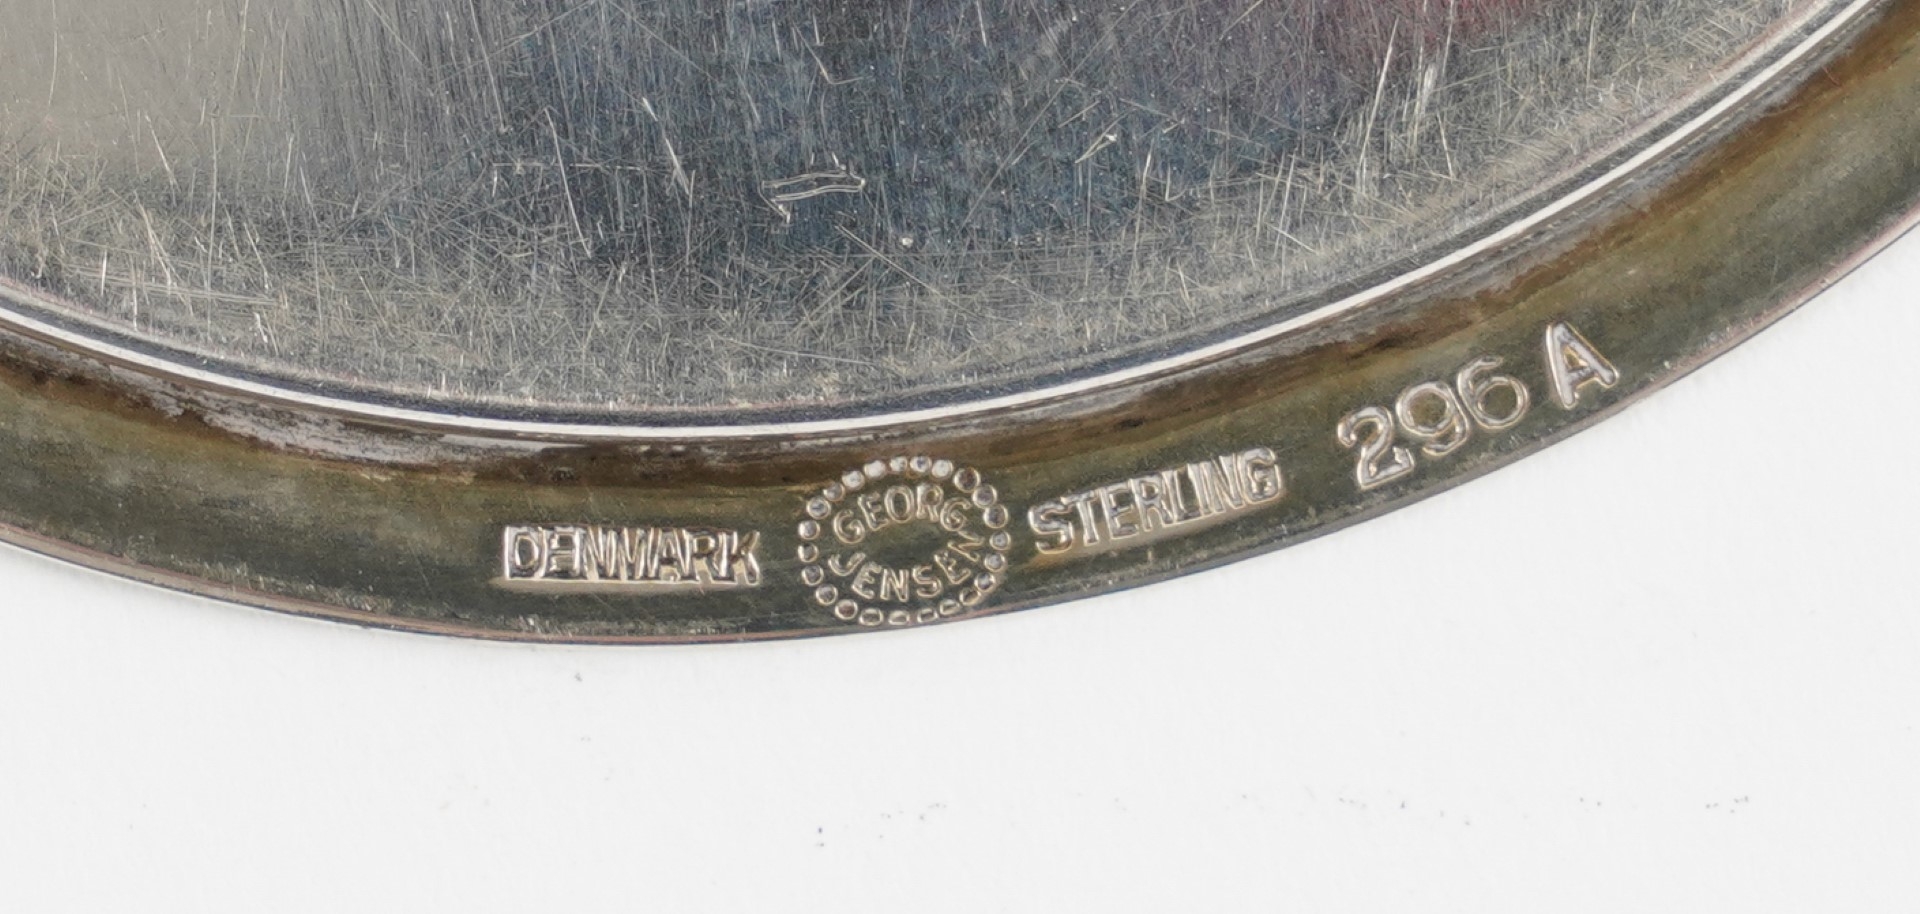 DENMARK GEORG JENSEN STERLING 296 A